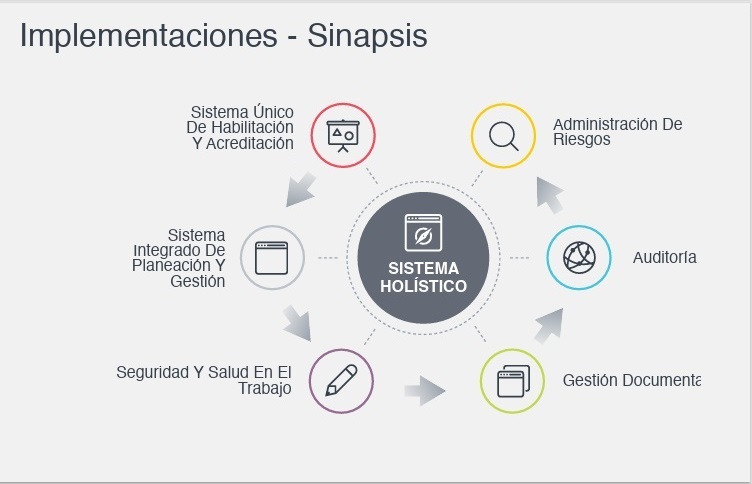 Implementaciones - Sinapsis
Sistema Único
De Habilitación
Y Acreditación
Administración De
Riesgos
Sistema
Integrado De
Planeación Y
Gestión
SISTEMA
HOLÍSTICO
Auditoría
Seguridad Y Salud En El
Trabajo
Gestión Documenta